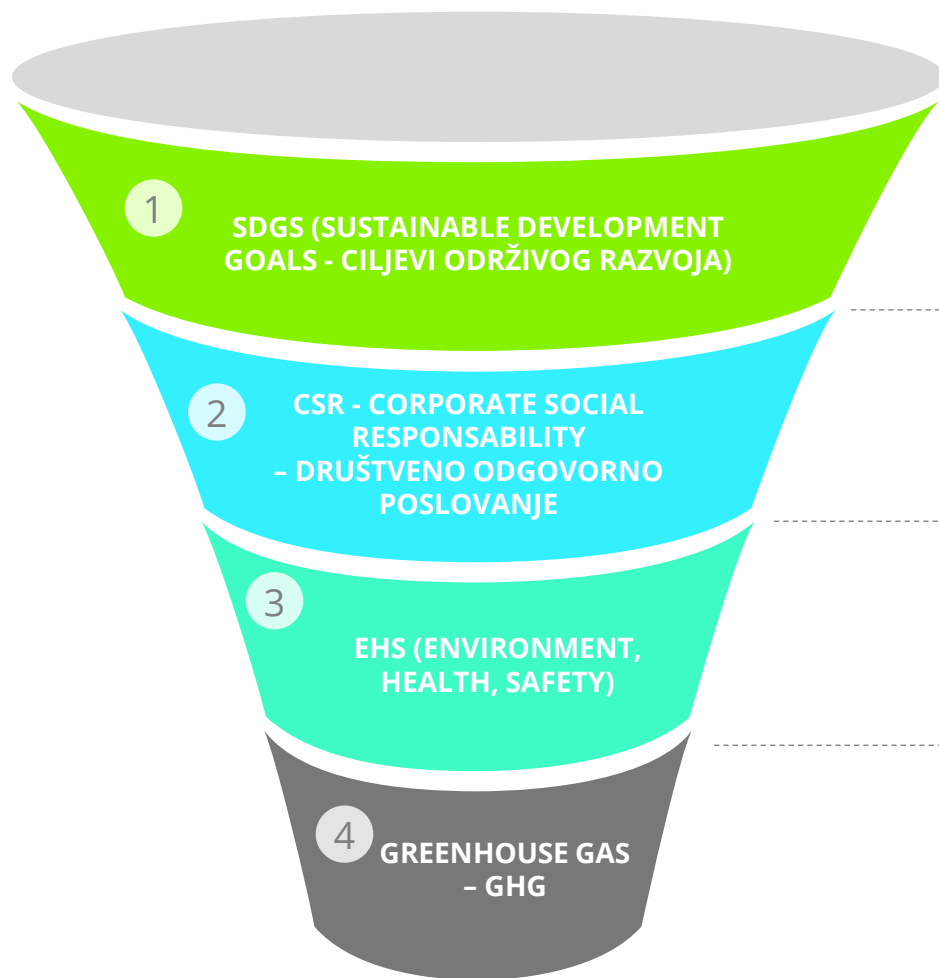 1
SDGS (SUSTAINABLE DEVELOPMENT
GOALS - CILJEVI ODRŽIVOG RAZVOJA)
2
CSR - CORPORATE SOCIAL
RESPONSABILITY
– DRUŠTVENO ODGOVORNO
POSLOVANJE
3
EHS (ENVIRONMENT,
HEALTH, SAFETY)
4
GREENHOUSE GAS
– GHG